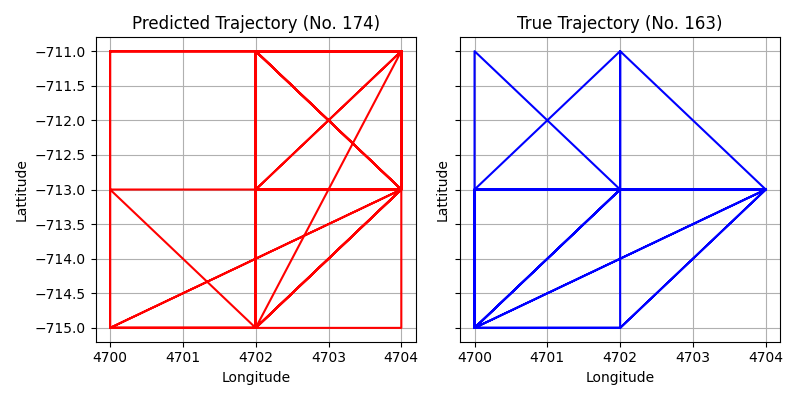 Predicted Trajectory (No. 174)
True Trajectory (No. 163)
−711.0
−711.5
−712.0
−712.5
−713.0
−713.5
−714.0
−714.5
−715.0
Lattitude
Lattitude
4700 4701 4702 4703 4704
4700 4701 4702 4703 4704
Longitude
Longitude